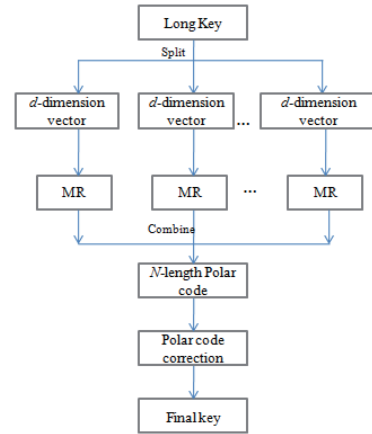 Long Key
Split
d-dimension d-dimension d-dimension
vector vector ... vector
MR MR ... MR
Combine
N-length Polar
code
Polar code
correction
Final key